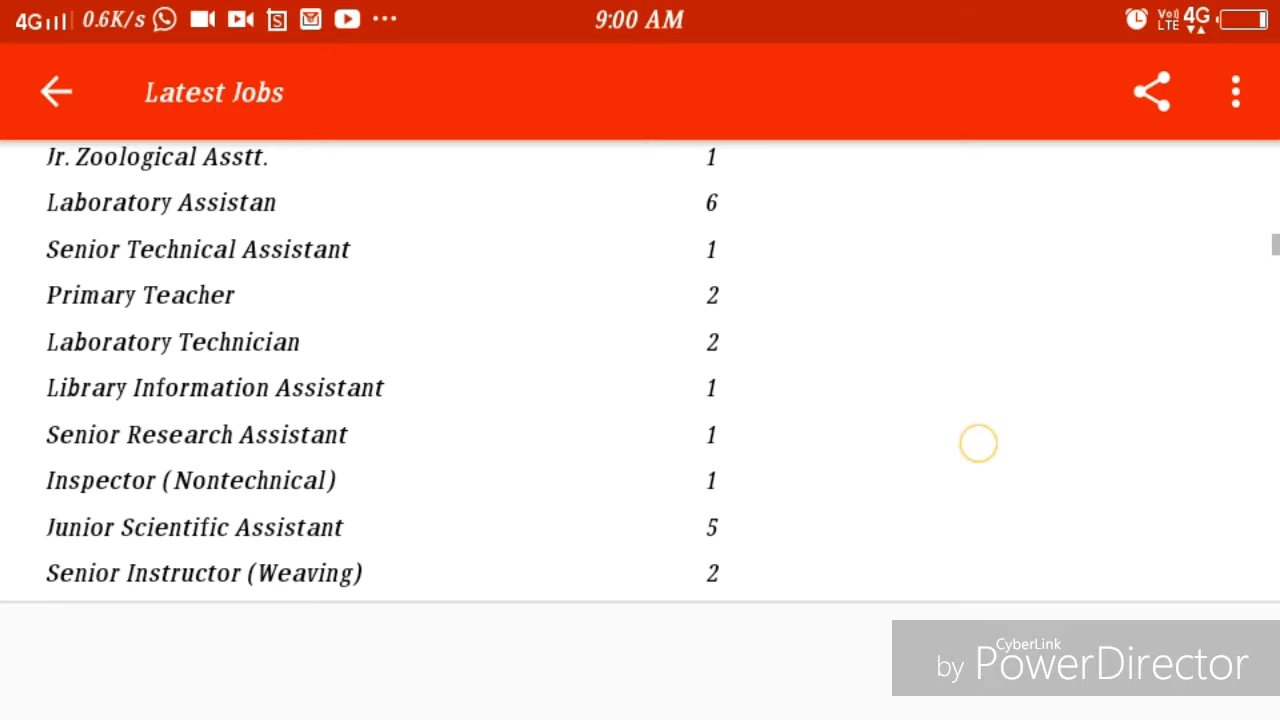 4G 0.6K/s 9:00 AM VoLTE 4G
Latest Jobs
Jr. Zoological Asstt. 1
Laboratory Assistan 6
Senior Technical Assistant 1
Primary Teacher 2
Laboratory Technician 2
Library Information Assistant 1
Senior Research Assistant 1
Inspector (Nontechnical) 1
Junior Scientific Assistant 5
Senior Instructor (Weaving) 2
CyberLink
by PowerDirector